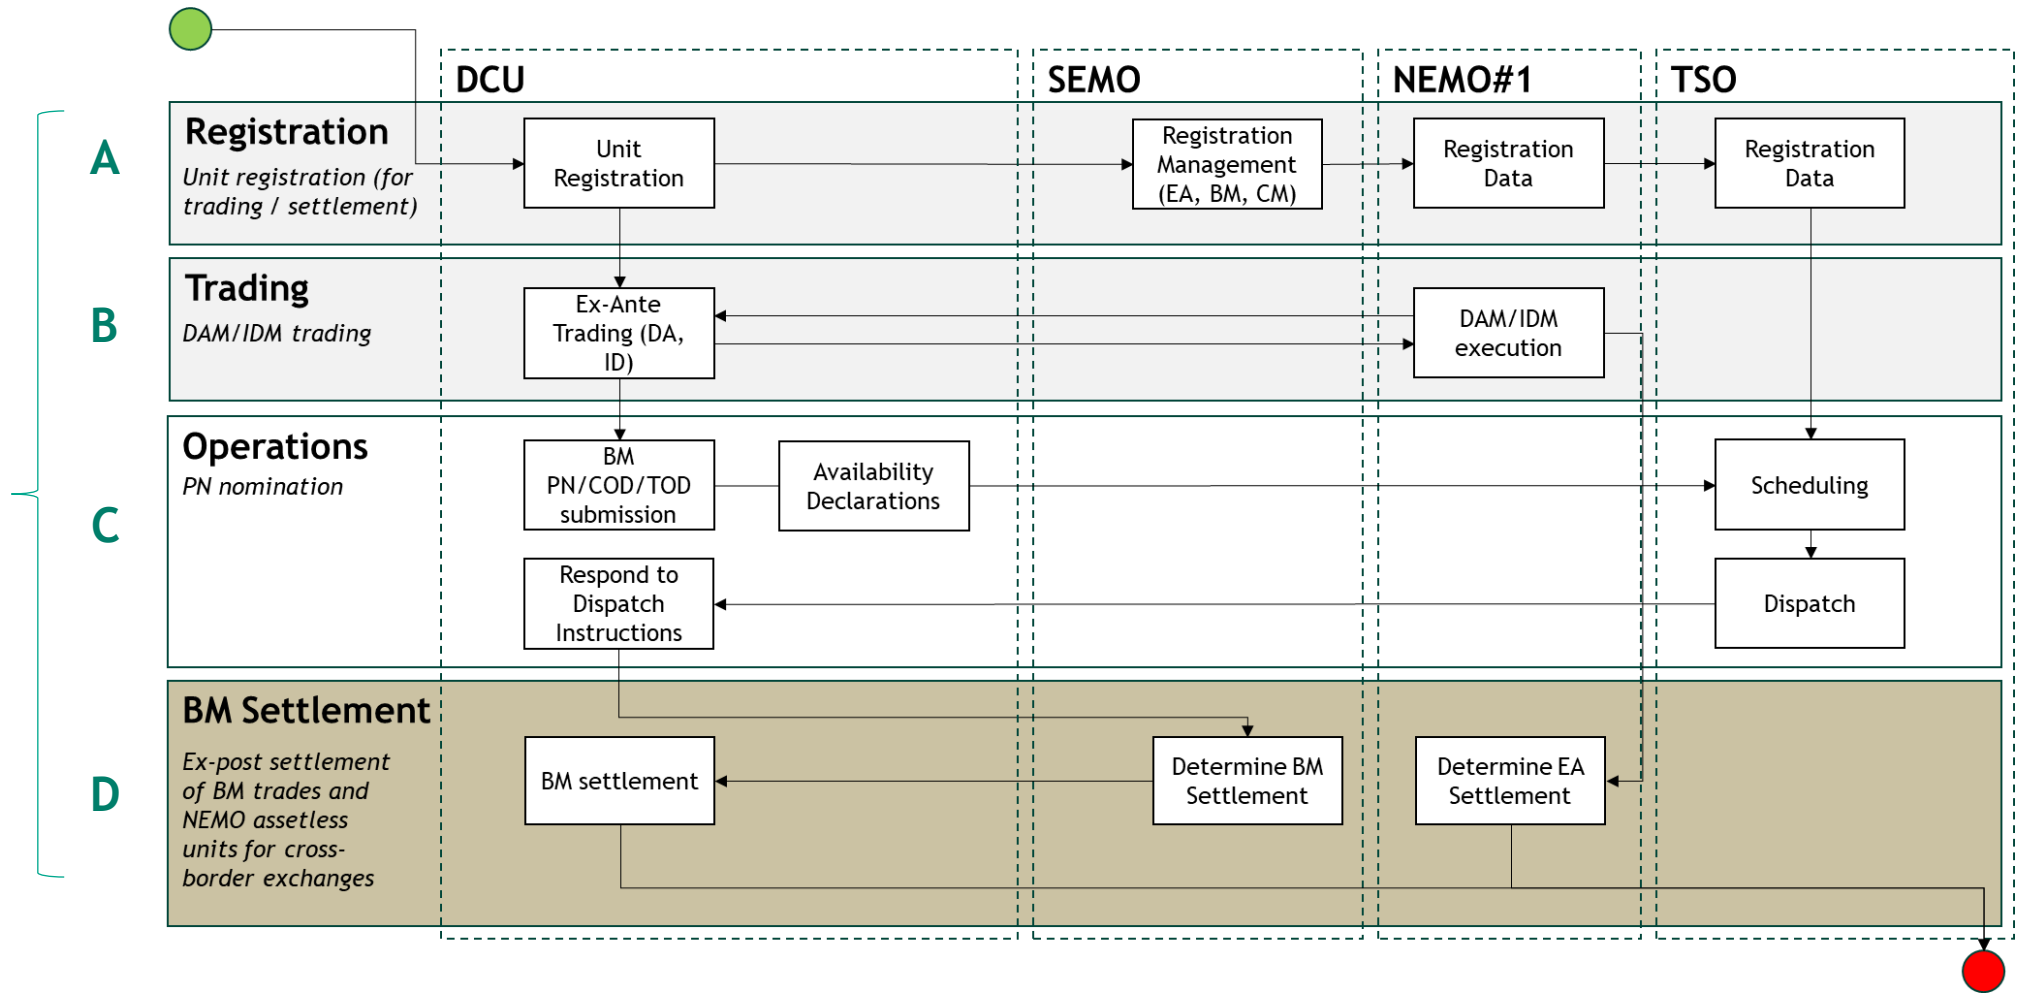 DCU
SEMO
NEMO#1
TSO
A
Registration
Unit registration (for
trading / settlement)
Unit
Registration
Registration
Management
(EA, BM, CM)
Registration
Data
Registration
Data
B
Trading
DAM/IDM trading
Ex-Ante
Trading (DA,
ID)
DAM/IDM
execution
C
Operations
PN nomination
BM
PN/COD/TOD
submission
Availability
Declarations
Scheduling
Respond to
Dispatch
Instructions
Dispatch
D
BM Settlement
Ex-post settlement
of BM trades and
NEMO assetless
units for cross-
border exchanges
BM settlement
Determine BM
Settlement
Determine EA
Settlement